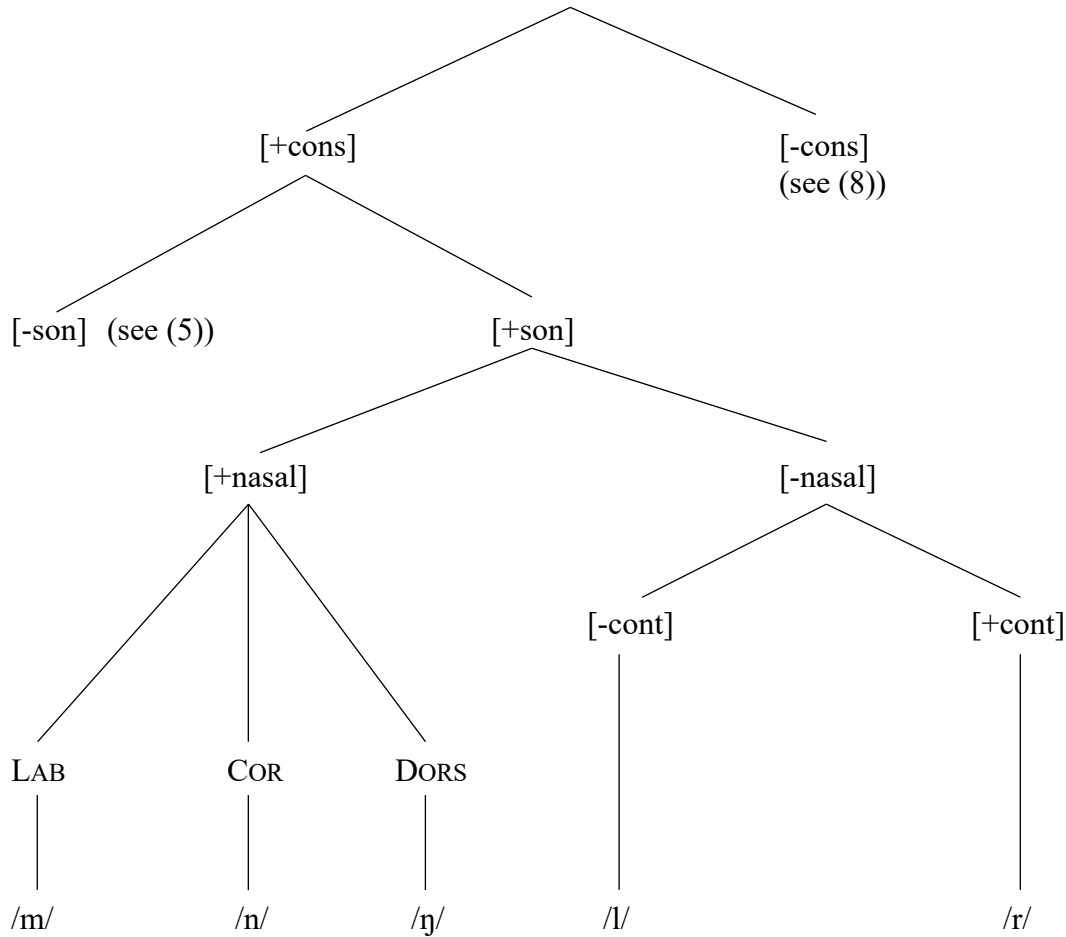 [+cons] [-cons]
(see (8))
[-son] (see (5)) [+son]
[+nasal] [-nasal]
[-cont] [+cont]
LAB COR DORS
/m/ /n/ /ŋ/ /l/ /r/